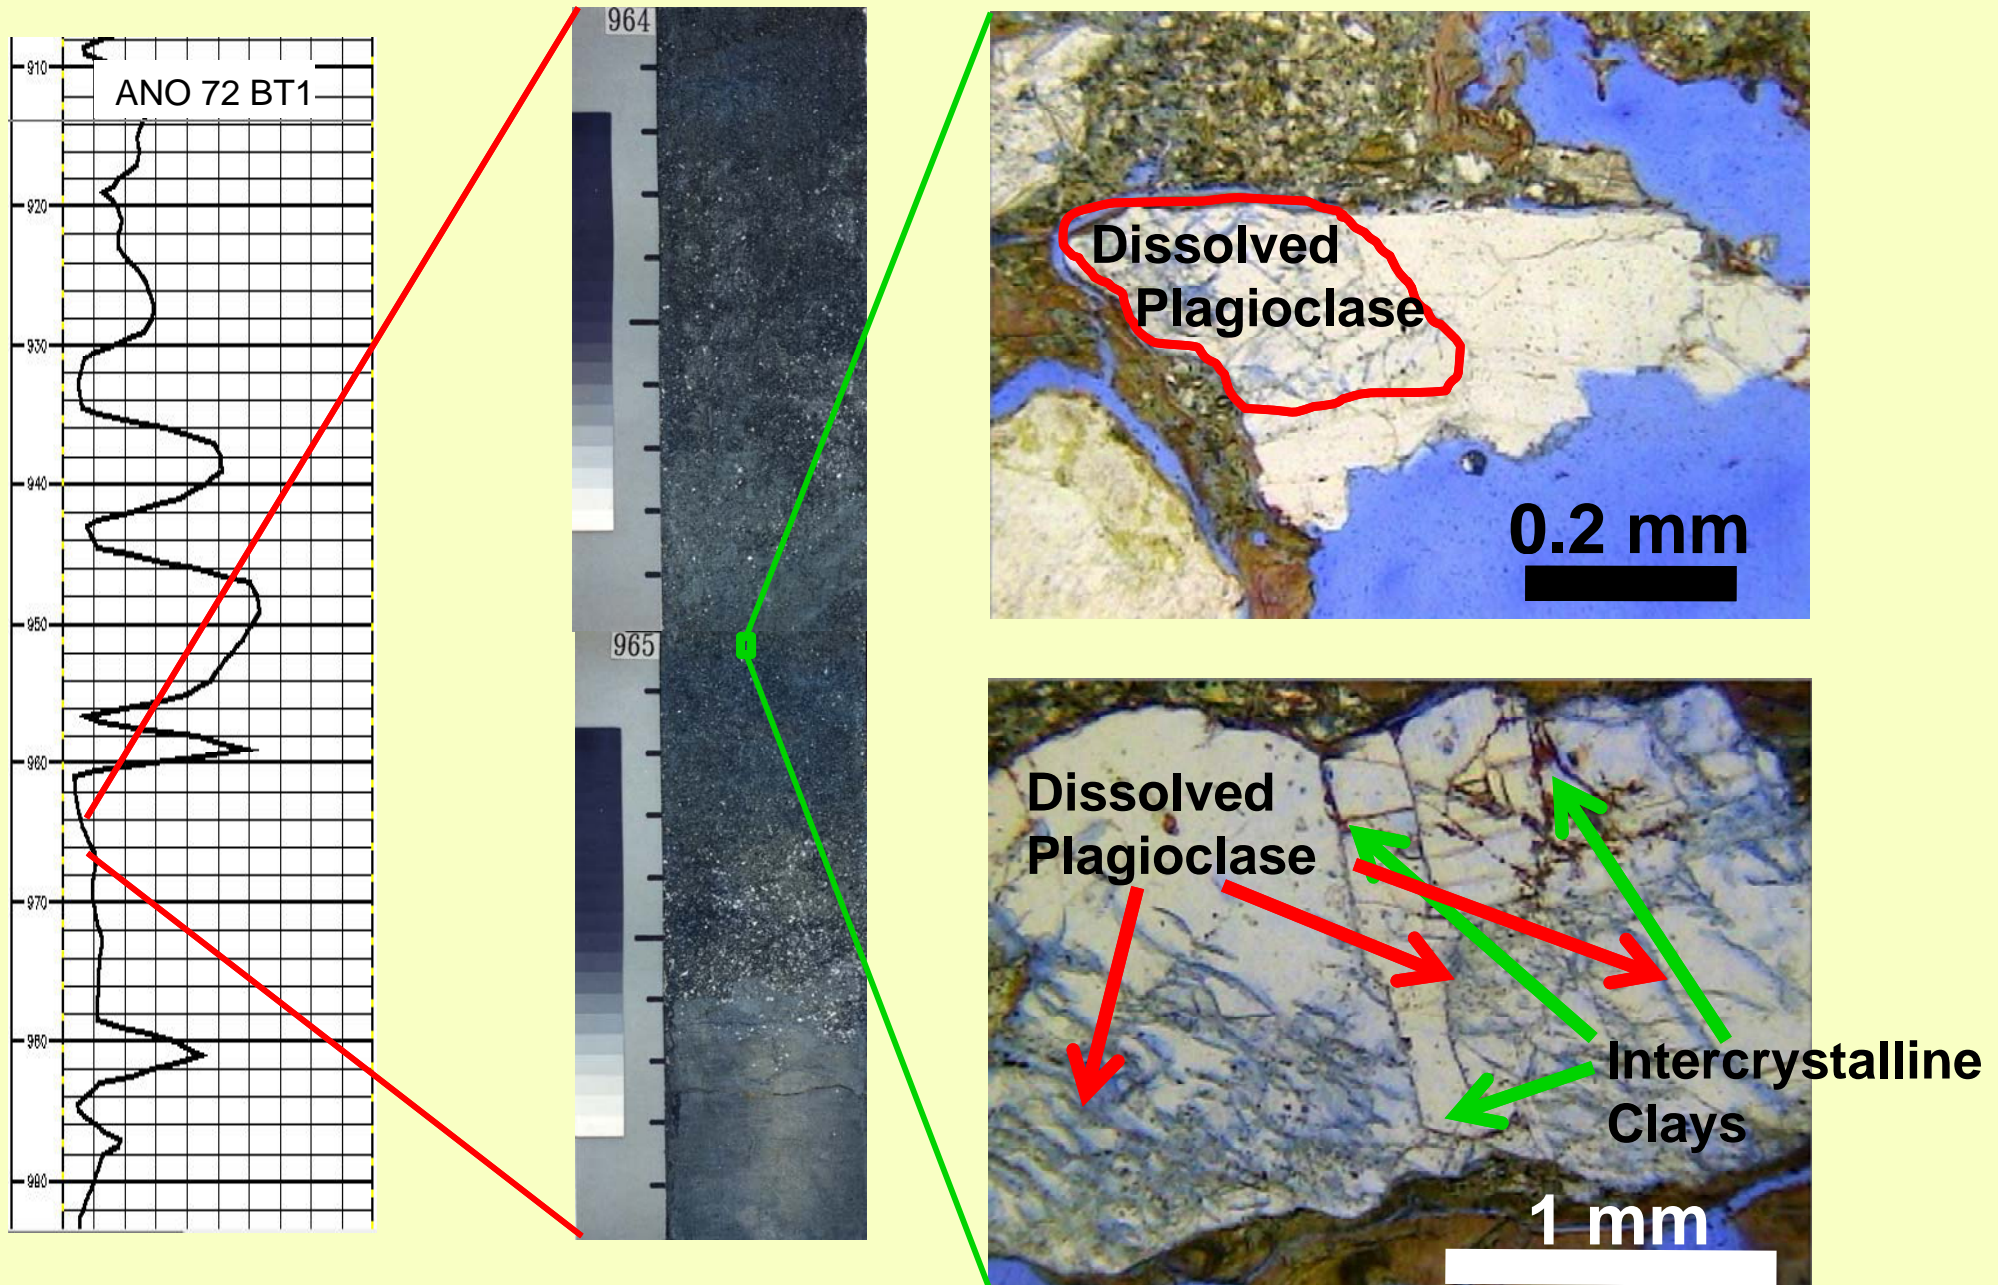 ANO 72 BT1
910
920
930
940
950
960
970
980
980
964
965
Dissolved
Plagioclase
0.2 mm
Dissolved
Plagioclase
Intercrystalline
Clays
1 mm